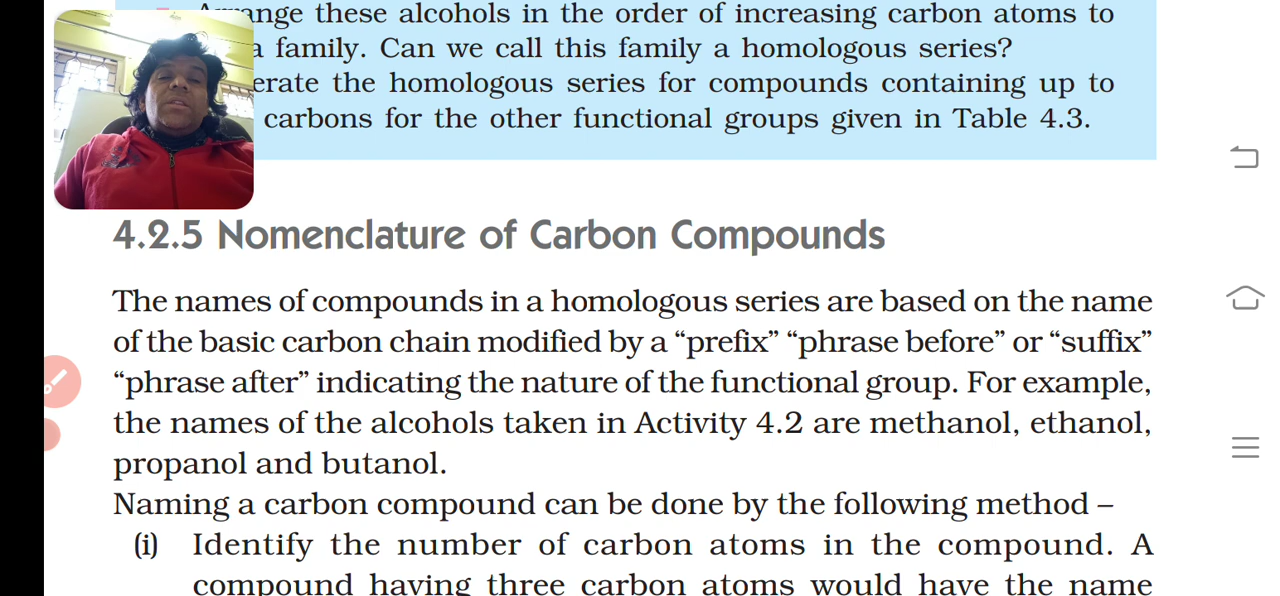 ange these alcohols in the order of increasing carbon atoms to
a family. Can we call this family a homologous series?
erate the homologous series for compounds containing up to
carbons for the other functional groups given in Table 4.3.
4.2.5 Nomenclature of Carbon Compounds
The names of compounds in a homologous series are based on the name
of the basic carbon chain modified by a “prefix” “phrase before” or “suffix”
“phrase after” indicating the nature of the functional group. For example,
the names of the alcohols taken in Activity 4.2 are methanol, ethanol,
propanol and butanol.
Naming a carbon compound can be done by the following method –
(i) Identify the number of carbon atoms in the compound. A
compound having three carbon atoms would have the name